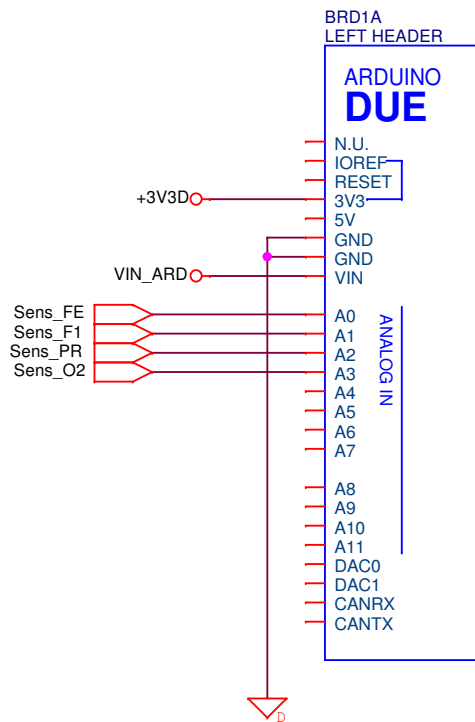 BRD1A
LEFT HEADER
ARDUINO
DUE
N.U.
IOREF
RESET
+3V3D
3V3
5V
GND
GND
VIN_ARD
VIN
Sens_FE
A0
Sens_F1
A1
Sens_PR
A2
Sens_O2
A3
A4
A5
A6
A7
ANALOG IN
A8
A9
A10
A11
DAC0
DAC1
CANRX
CANTX
D